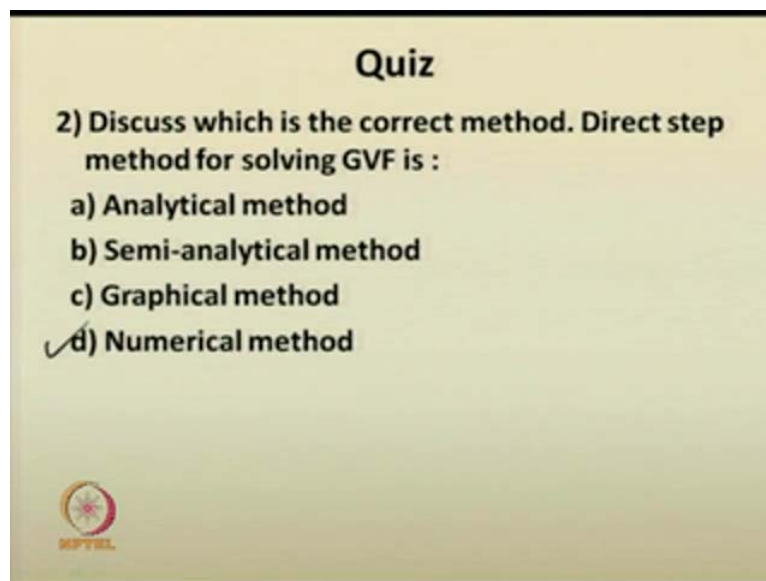 Quiz
2) Discuss which is the correct method. Direct step
method for solving GVF is :
a) Analytical method
b) Semi-analytical method
c) Graphical method
d) Numerical method
NPTEL